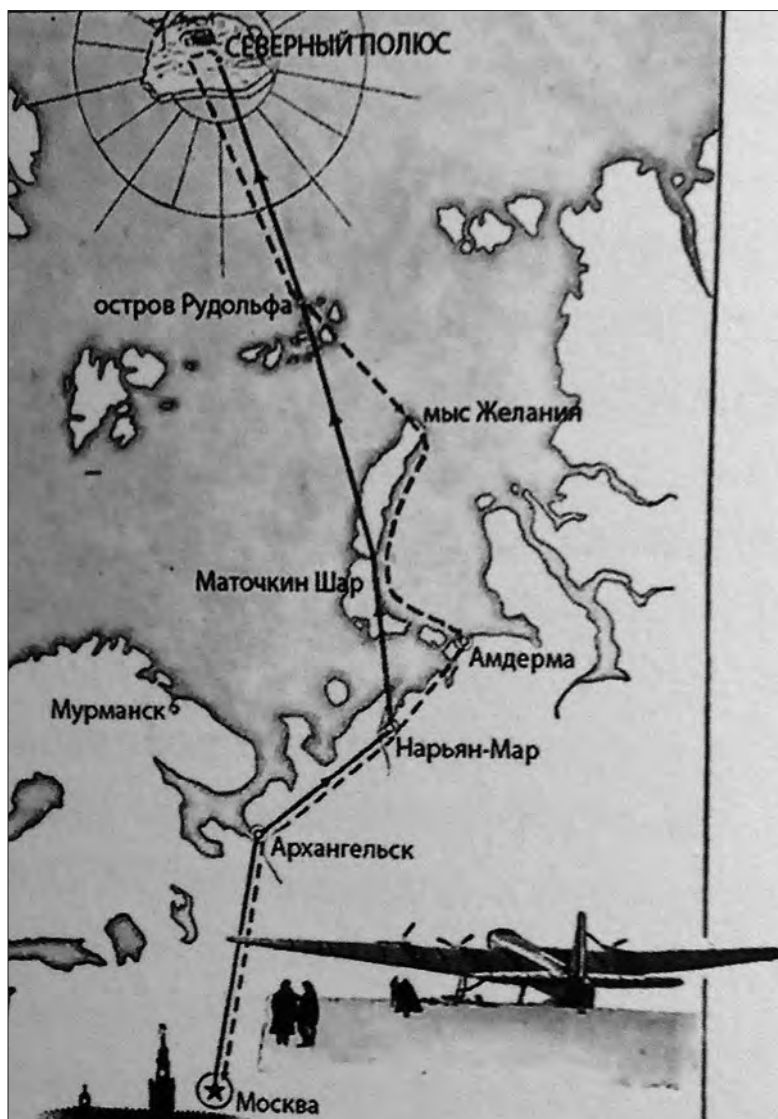 СЕВЕРНЫЙ ПОЛЮС
остров Рудольфа
мыс Желания
Маточкин Шар
Амдерма
Мурманск
Нарьян-Мар
Архангельск
Москва